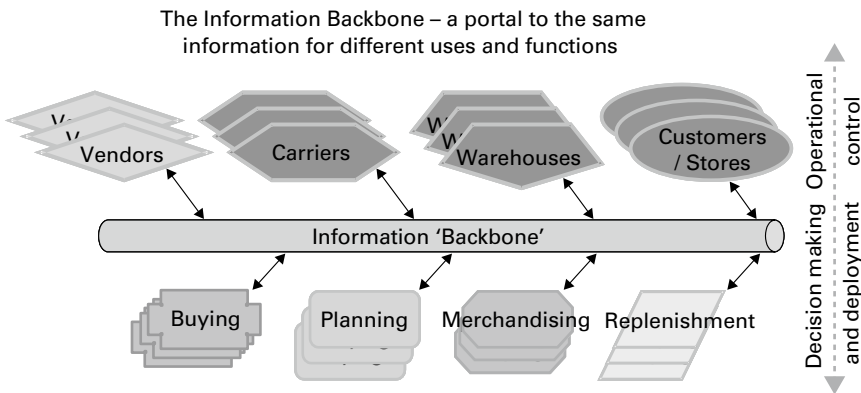 The Information Backbone – a portal to the same
information for different uses and functions
Vendors
Carriers
Warehouses
Customers
/ Stores
Information ‘Backbone’
Buying
Planning
Merchandising
Replenishment
Operational
control
Decision making
and deployment